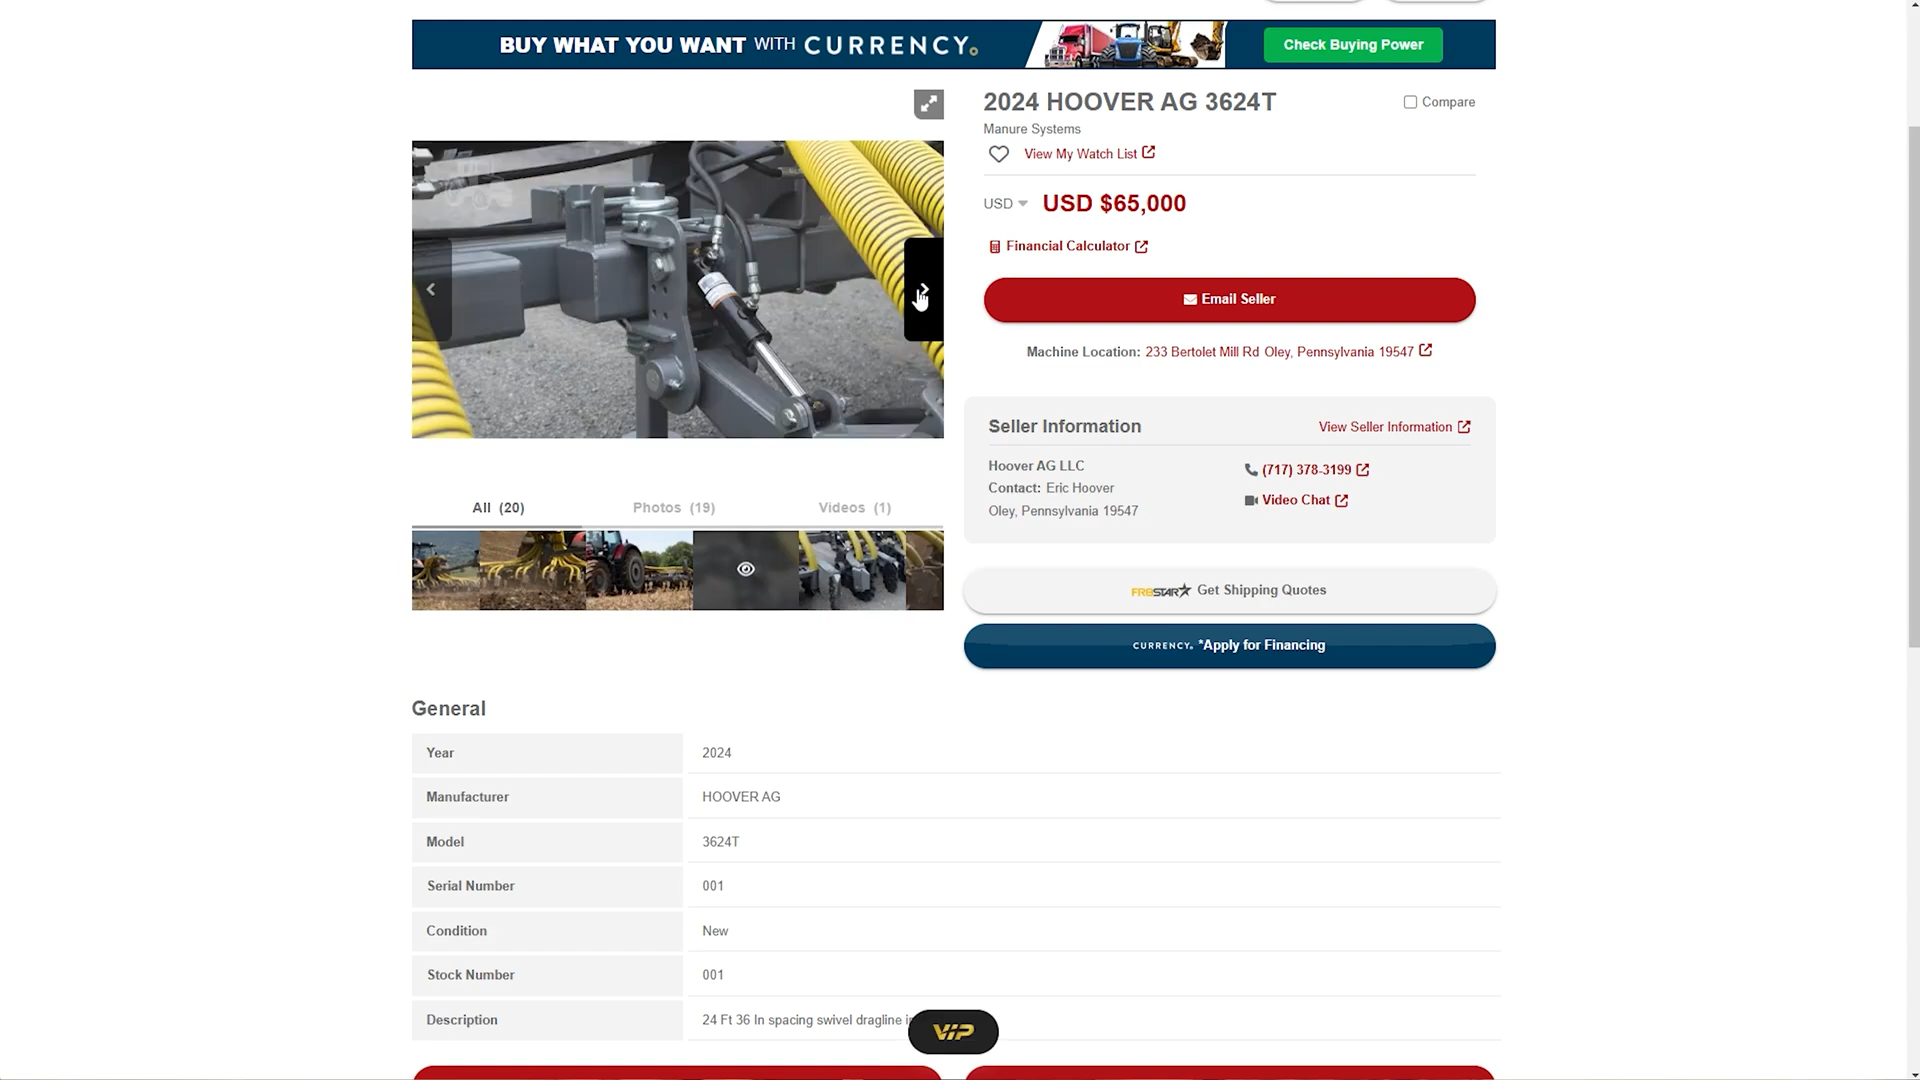 BUY WHAT YOU WANT WITH CURRENCY.
Check Buying Power
2024 HOOVER AG 3624T
Compare
Manure Systems
View My Watch List
USD USD $65,000
Financial Calculator
Email Seller
Machine Location: 233 Bertolet Mill Rd Oley, Pennsylvania 19547
Seller Information
View Seller Information
Hoover AG LLC
Contact: Eric Hoover
Oley, Pennsylvania 19547
(717) 378-3199
Video Chat
All (20)
Photos (19)
Videos (1)
FR8STAR Get Shipping Quotes
CURRENCY. *Apply for Financing
General
Year 2024
Manufacturer HOOVER AG
Model 3624T
Serial Number 001
Condition New
Stock Number 001
Description 24 Ft 36 In spacing swivel dragline
VIP